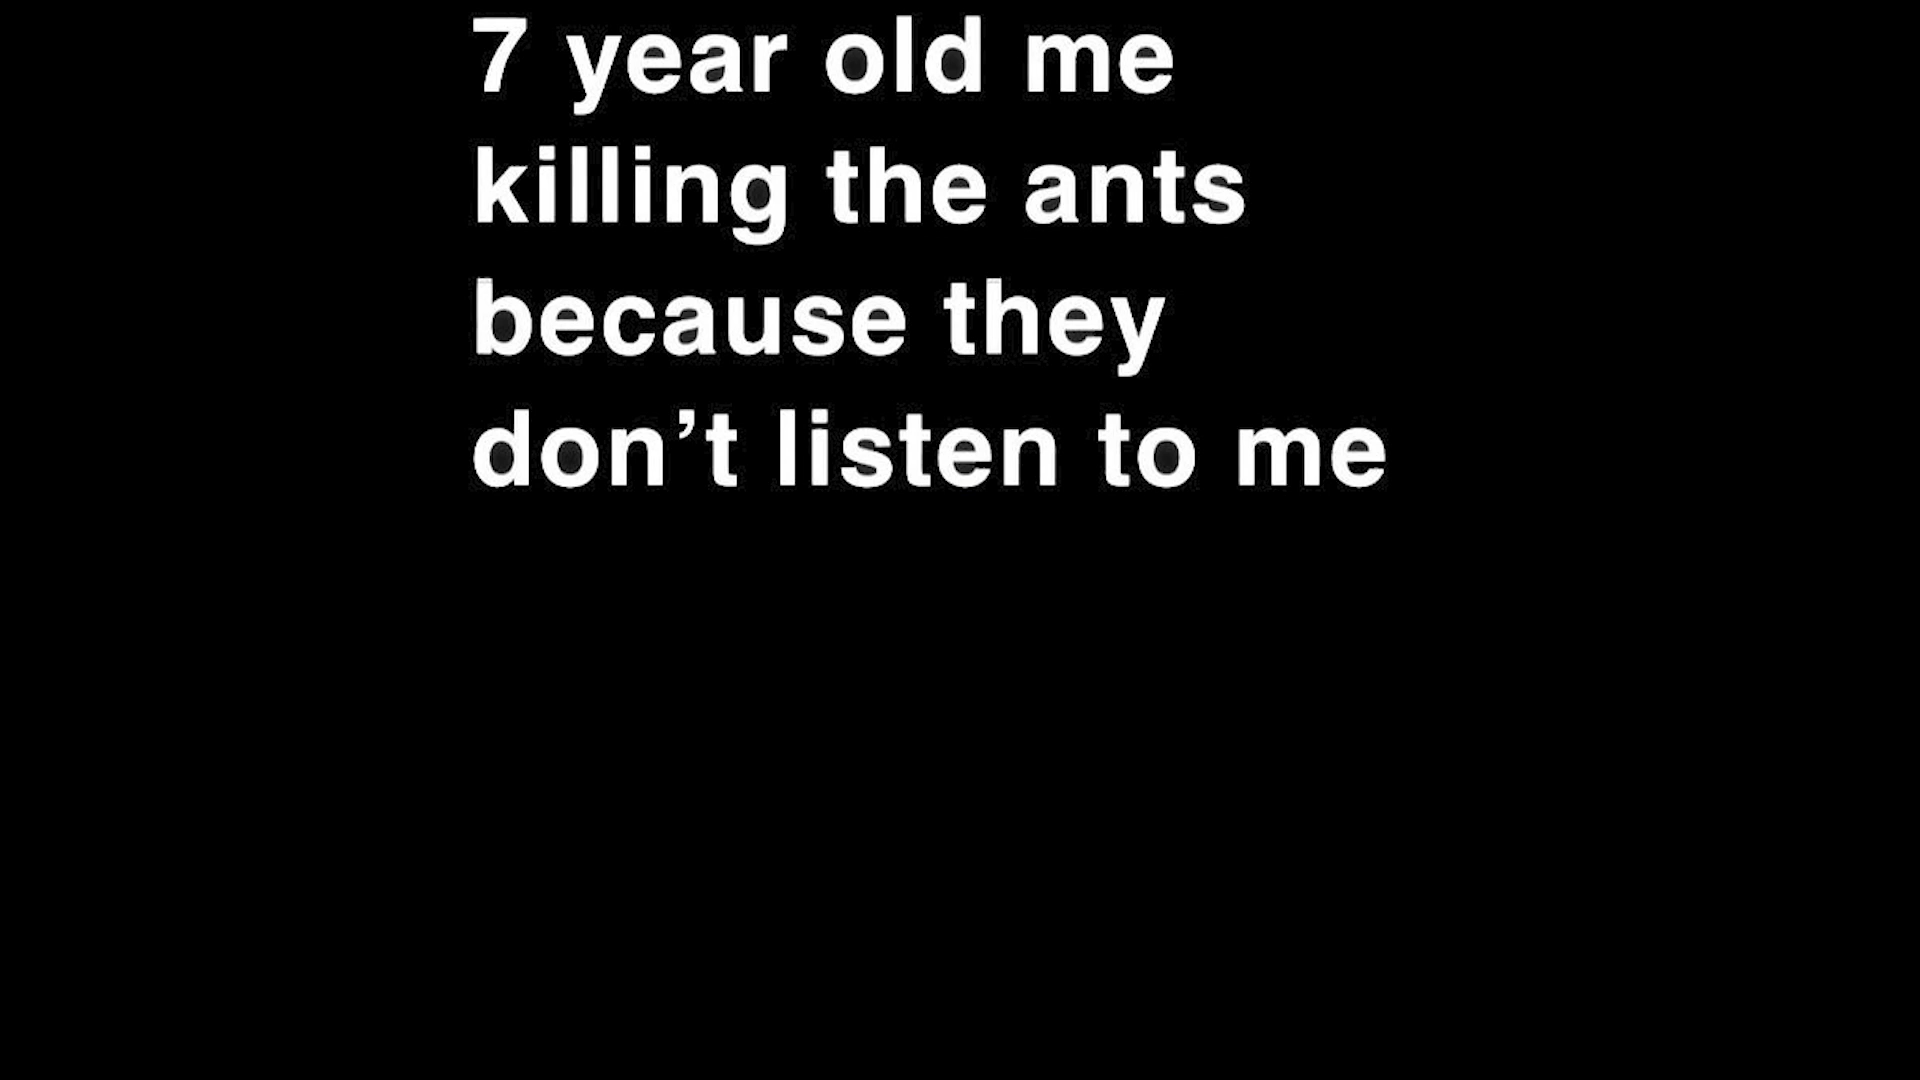 7 year old me
killing the ants
because they
don’t listen to me